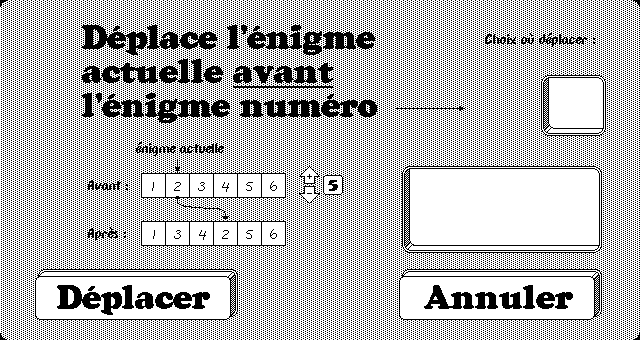 Déplace l'énigme
actuelle avant
l'énigme numéro
Choix où déplacer :
énigme actuelle
Avant : 1 2 3 4 5 6
5
Après : 1 3 4 2 5 6
Déplacer
Annuler